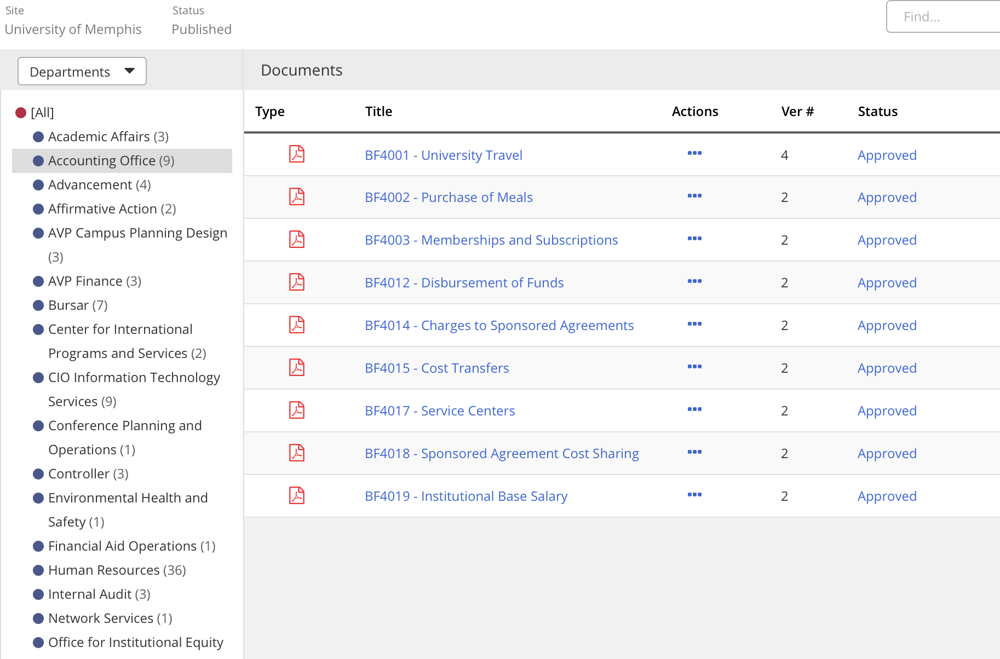 Site Status
University of Memphis Published
Find...
Departments
[All]
Academic Affairs (3)
Accounting Office (9)
Advancement (4)
Affirmative Action (2)
AVP Campus Planning Design
(3)
AVP Finance (3)
Bursar (7)
Center for International
Programs and Services (2)
CIO Information Technology
Services (9)
Conference Planning and
Operations (1)
Controller (3)
Environmental Health and
Safety (1)
Financial Aid Operations (1)
Human Resources (36)
Internal Audit (3)
Network Services (1)
Office for Institutional Equity
Documents
Type Title Actions Ver # Status
BF4001 - University Travel 4 Approved
BF4002 - Purchase of Meals 2 Approved
BF4003 - Memberships and Subscriptions 2 Approved
BF4012 - Disbursement of Funds 2 Approved
BF4014 - Charges to Sponsored Agreements 2 Approved
BF4015 - Cost Transfers 2 Approved
BF4017 - Service Centers 2 Approved
BF4018 - Sponsored Agreement Cost Sharing 2 Approved
BF4019 - Institutional Base Salary 2 Approved